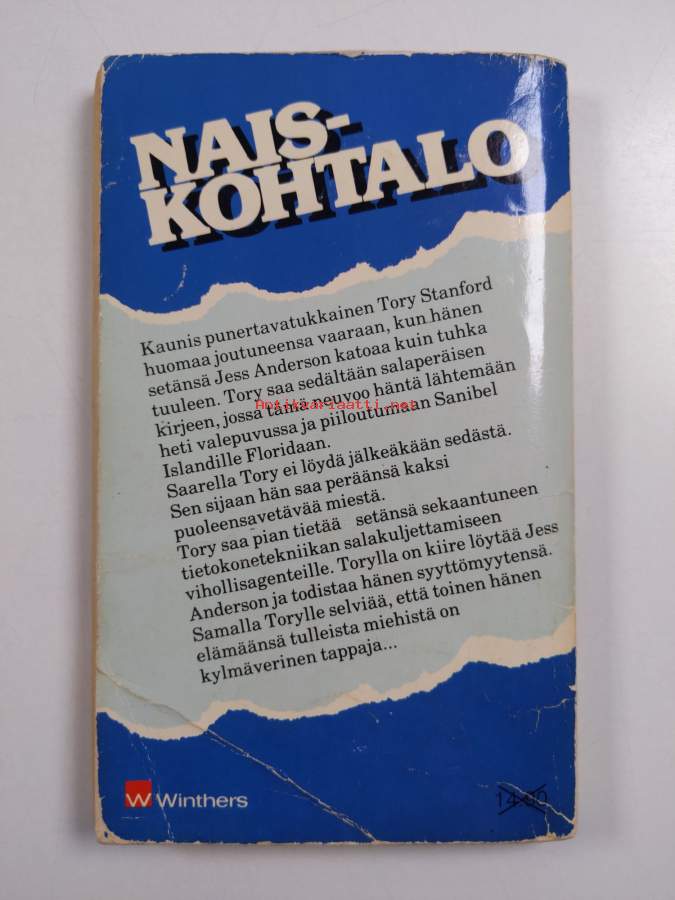 NAIS-
KOHTALO
Kaunis punertavatukkainen Tory Stanford
huomaa joutuneensa vaaraan, kun hänen
setänsä Jess Anderson katoaa kuin tuhka
tuuleen. Tory saa sedältään salaperäisen
kirjeen, jossa tämä neuvoo häntä lähtemään
heti valepuvussa ja piiloutumaan Sanibel
Islandille Floridaan.
Saarella Tory ei löydä jälkeäkään sedästä.
Sen sijaan hän saa peräänsä kaksi
puoleensavetävää miestä.
Tory saa pian tietää setänsä sekaantuneen
tietokonetekniikan salakuljettamiseen
vihollisagenteille. Torylla on kiire löytää Jess
Anderson ja todistaa hänen syyttömyytensä.
Samalla Torylle selviää, että toinen hänen
elämäänsä tulleista miehistä on
kylmäverinen tappaja...
Antikvariaatti.net
W Winthers
14.00